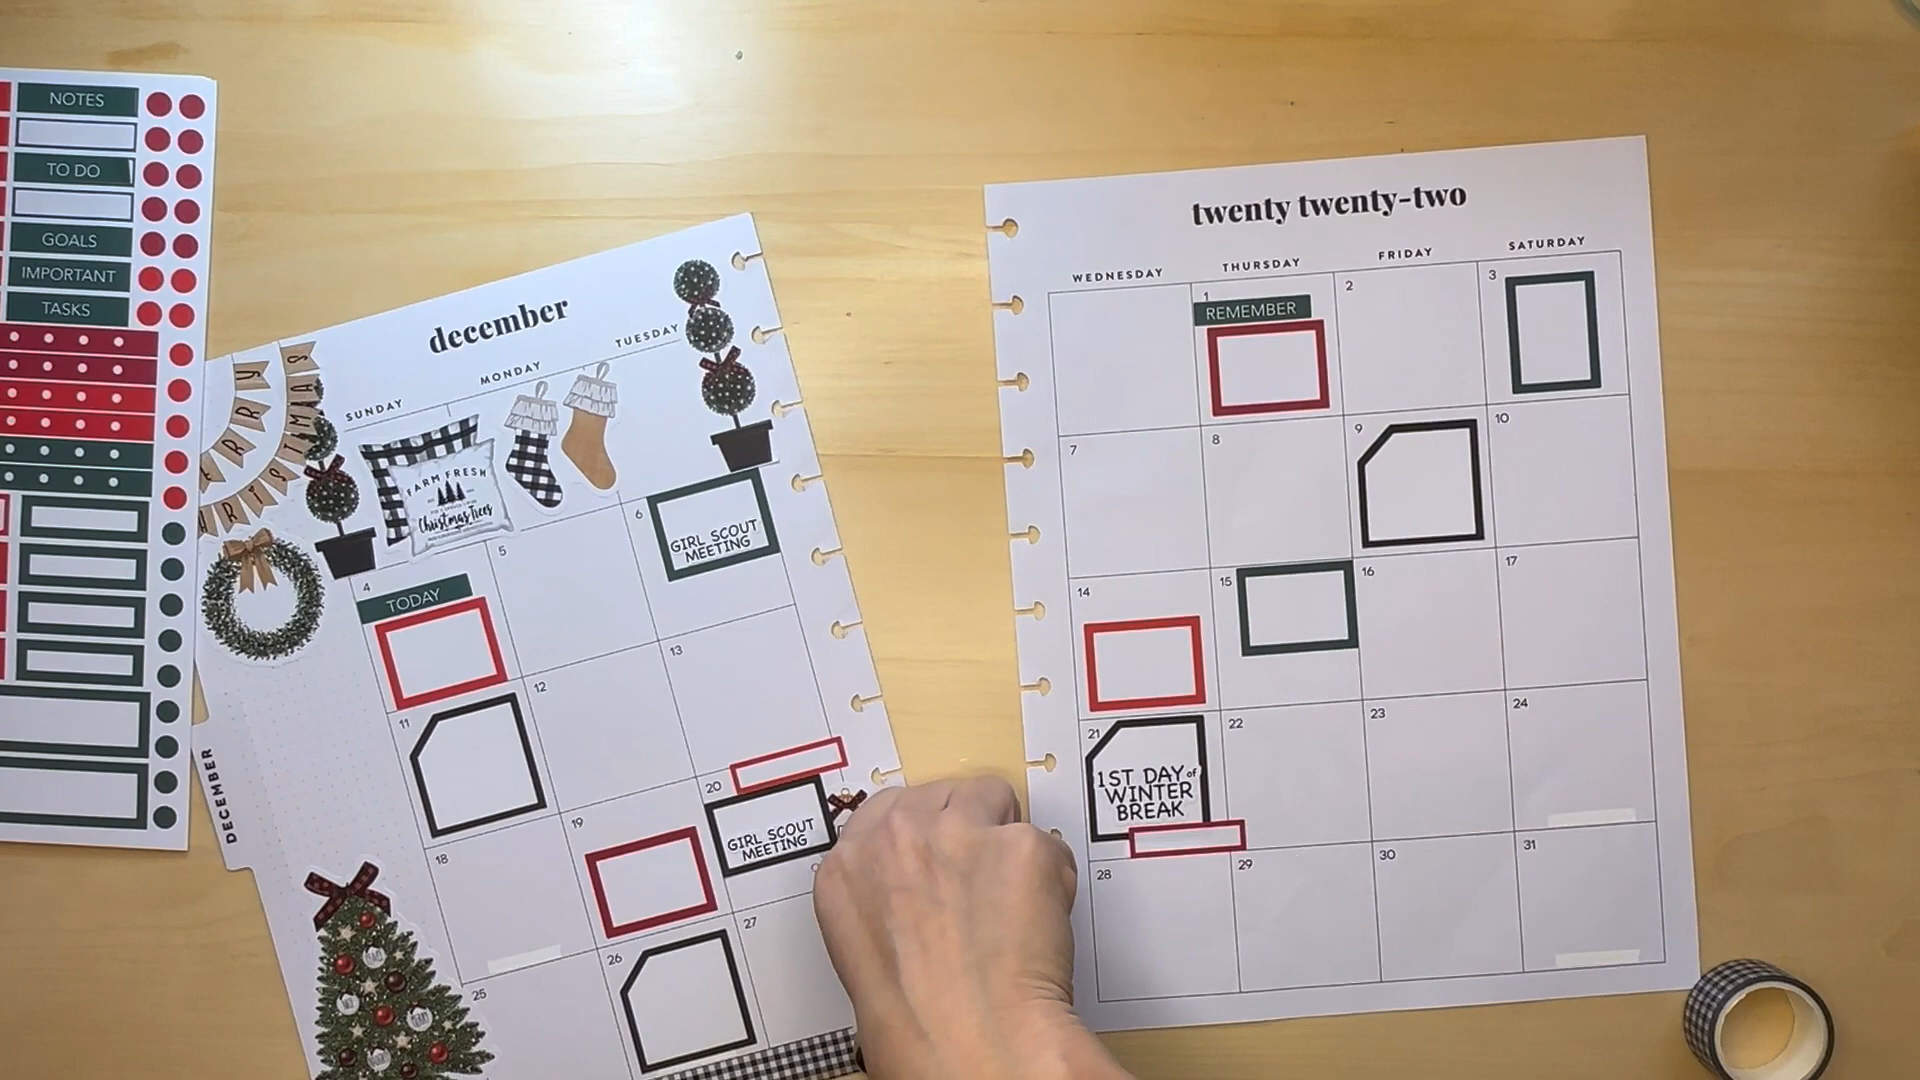 NOTES
TO DO
GOALS
IMPORTANT
TASKS
MERRY
CHRISTMAS
DECEMBER
december
SUNDAY
MONDAY
TUESDAY
FARM FRESH
Christmas Trees
4
TODAY
5
6
GIRL SCOUT
MEETING
11
12
13
18
19
20
GIRL SCOUT
MEETING
25
26
27
twenty twenty-two
WEDNESDAY
THURSDAY
FRIDAY
SATURDAY
1
REMEMBER
2
3
7
8
9
10
14
15
16
17
21
1ST DAY of
WINTER
BREAK
22
23
24
28
29
30
31